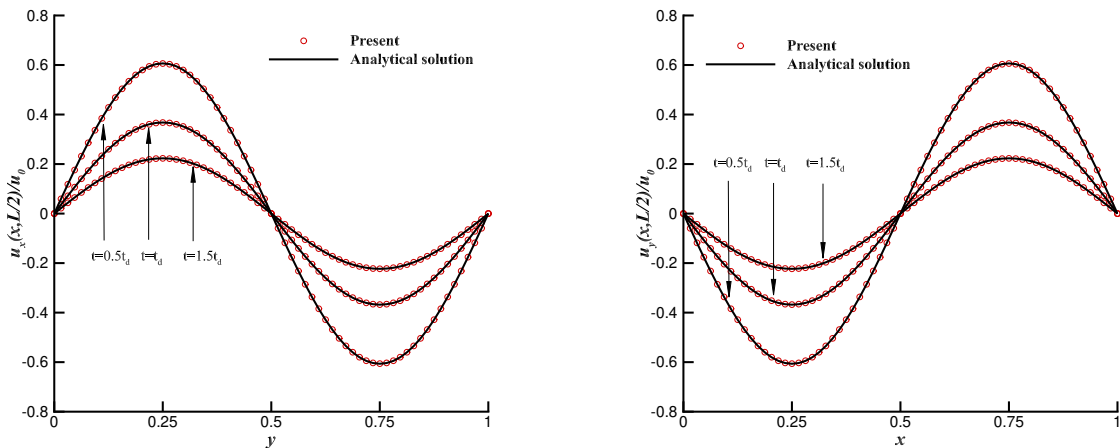 0.8
0.6
0.4
0.2
0
-0.2
-0.4
-0.6
-0.8
u_x(x,L/2)/u_0
Present
Analytical solution
t=0.5t_d
t=t_d
t=1.5t_d
0
0.25
0.5
0.75
1
y
0.8
0.6
0.4
0.2
0
-0.2
-0.4
-0.6
-0.8
u_y(x,L/2)/u_0
Present
Analytical solution
t=0.5t_d
t=t_d
t=1.5t_d
0
0.25
0.5
0.75
1
x